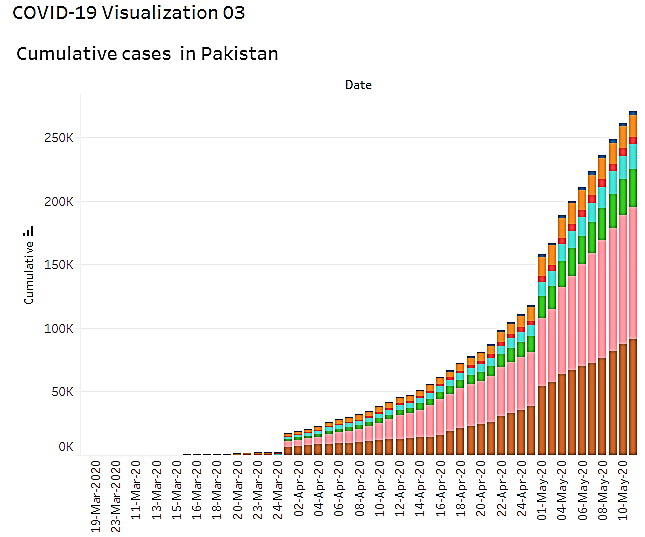 COVID-19 Visualization 03
Cumulative cases in Pakistan
Date
250K
200K
150K
100K
50K
0K
Cumulative
19-Mar-2020
23-Mar-2020
11-Mar-20
13-Mar-20
15-Mar-20
16-Mar-20
18-Mar-20
20-Mar-20
23-Mar-20
24-Mar-20
02-Apr-20
04-Apr-20
06-Apr-20
08-Apr-20
10-Apr-20
12-Apr-20
14-Apr-20
16-Apr-20
18-Apr-20
20-Apr-20
22-Apr-20
24-Apr-20
01-May-20
04-May-20
06-May-20
08-May-20
10-May-20